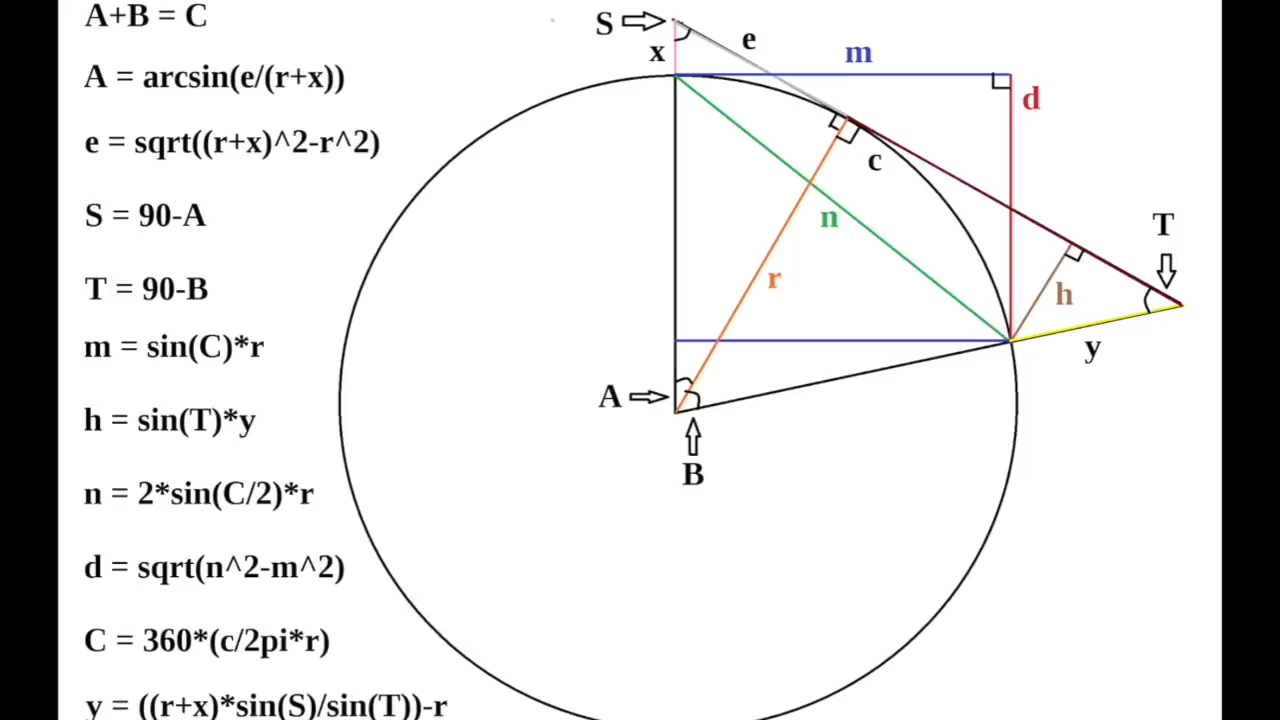 A+B = C
A = arcsin(e/(r+x))
e = sqrt((r+x)^2-r^2)
S = 90-A
T = 90-B
m = sin(C)*r
h = sin(T)*y
n = 2*sin(C/2)*r
d = sqrt(n^2-m^2)
C = 360*(c/2pi*r)
y = ((r+x)*sin(S)/sin(T))-r
S
x
e
m
d
c
n
r
T
h
y
A
B